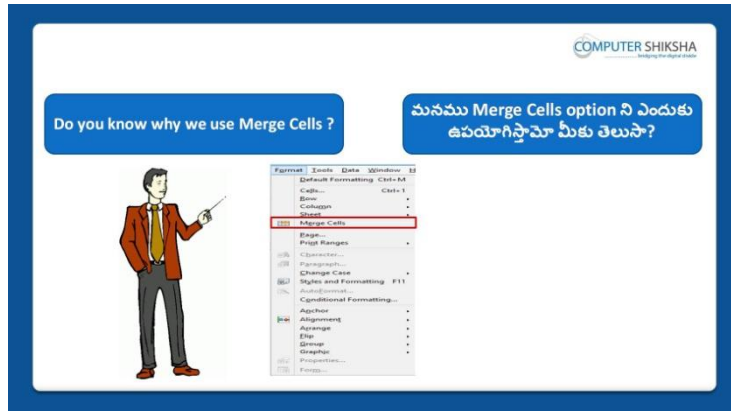 COMPUTER SHIKSHA
bridging the digital divide
Do you know why we use Merge Cells ?
మనము Merge Cells option ని ఎందుకు
ఉపయోగిస్తామో మీకు తెలుసా?
Format Tools Data Window H
Default Formatting Ctrl+M
Cells... Ctrl+1
Row
Column
Sheet
Merge Cells
Page...
Print Ranges
Character...
Paragraph...
Change Case
Styles and Formatting F11
AutoFormat...
Conditional Formatting...
Anchor
Alignment
Arrange
Flip
Group
Graphic
Properties...
Form...